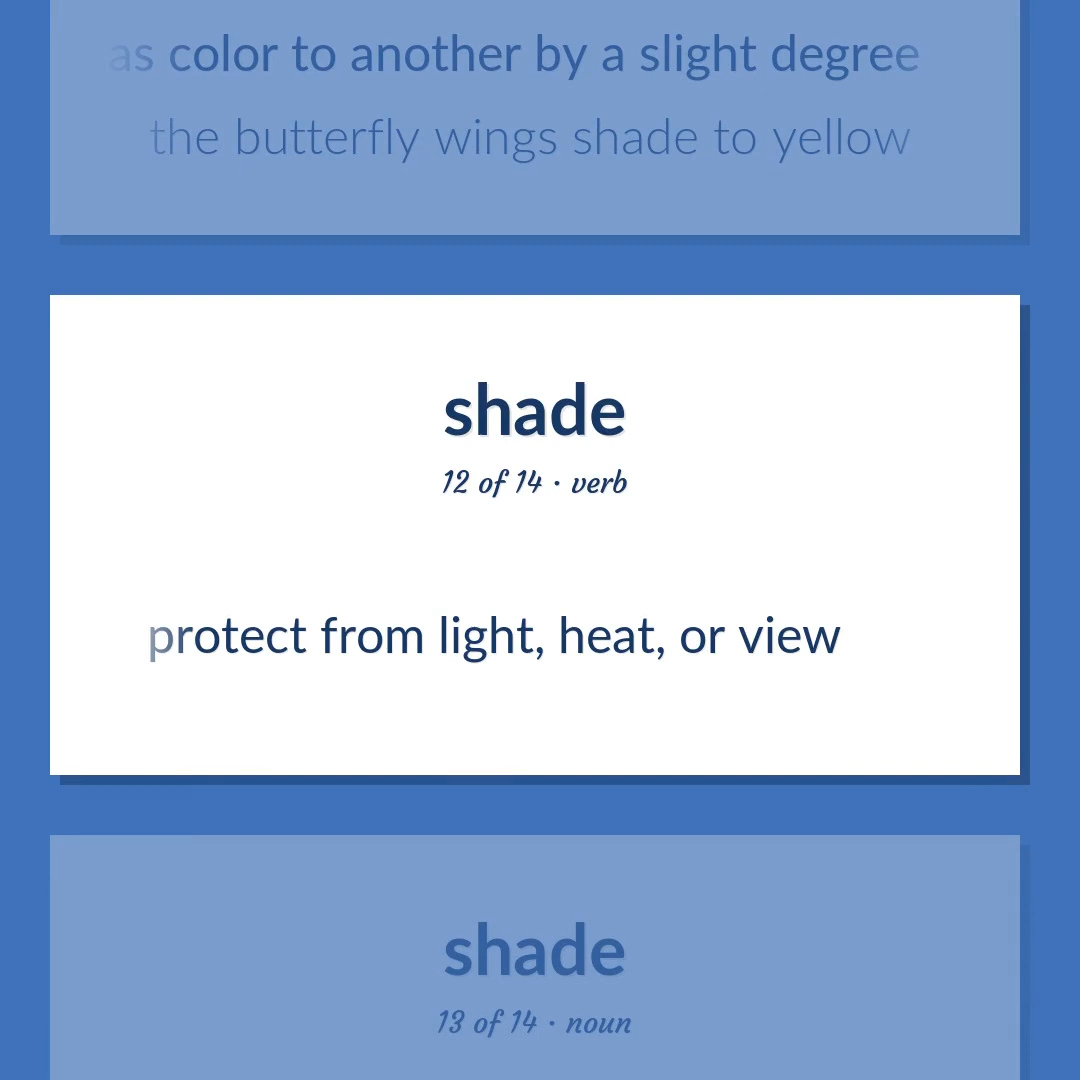 as color to another by a slight degree
the butterfly wings shade to yellow
shade
12 of 14 · verb
protect from light, heat, or view
shade
13 of 14 · noun